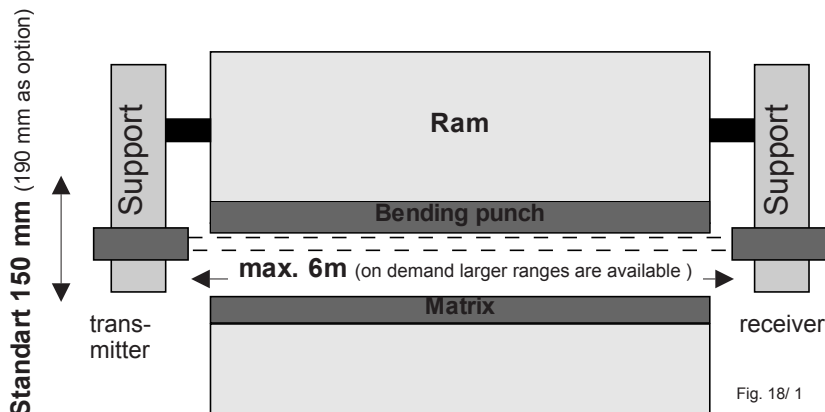 Standart 150 mm (190 mm as option)
Support
Ram
Support
Bending punch
max. 6m (on demand larger ranges are available )
Matrix
trans-
mitter
receiver
Fig. 18/ 1